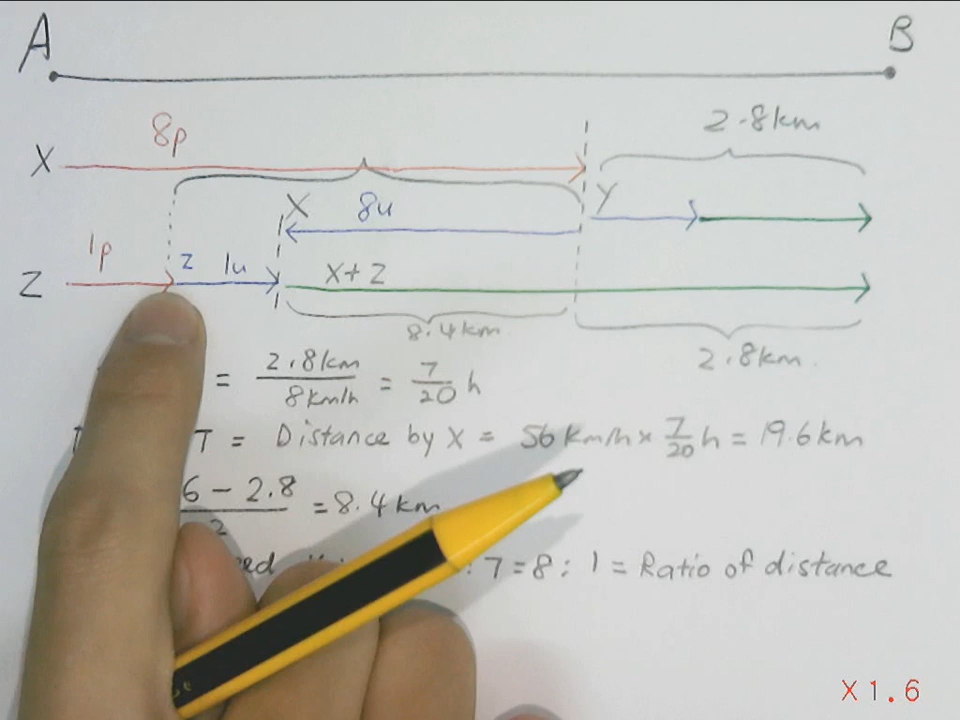 A B
2.8km
8p
X
X 8u Y
1p z 1u X+Z
Z
8.4km
2.8km.
= 2.8km/8km/h = 7/20 h
T = Distance by X = 56km/h × 7/20 h = 19.6km
6 - 2.8/2 = 8.4km
: 7 = 8 : 1 = Ratio of distance
X1.6